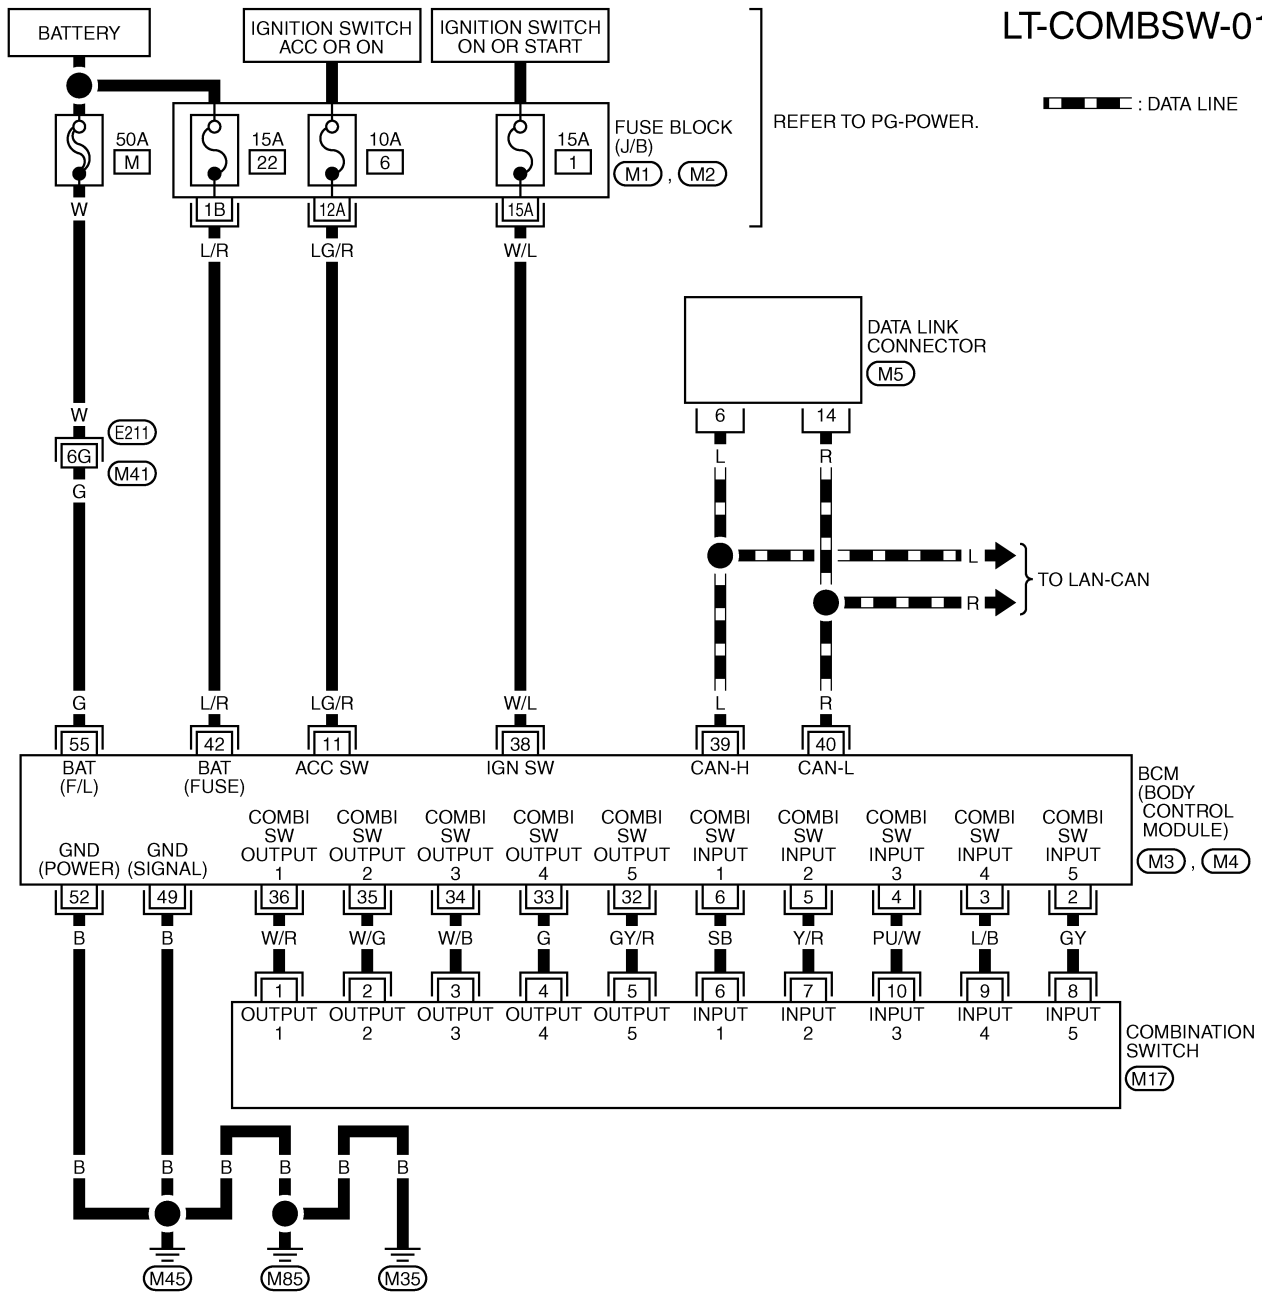 LT-COMBSW-01
BATTERY
IGNITION SWITCH
ACC OR ON
IGNITION SWITCH
ON OR START
: DATA LINE
50A
M
15A
22
10A
6
15A
1
FUSE BLOCK
(J/B)
M1 , M2
REFER TO PG-POWER.
1B 12A 15A
W L/R LG/R W/L
DATA LINK
CONNECTOR
M5
6 14
W
E211
6G
M41
G
L R
L
R
TO LAN-CAN
G L/R LG/R W/L L R
55 42 11 38 39 40
BAT
(F/L)
BAT
(FUSE)
ACC SW
IGN SW
CAN-H
CAN-L
BCM
(BODY
CONTROL
MODULE)
M3 , M4
GND
(POWER)
GND
(SIGNAL)
COMBI
SW
OUTPUT
1
COMBI
SW
OUTPUT
2
COMBI
SW
OUTPUT
3
COMBI
SW
OUTPUT
4
COMBI
SW
OUTPUT
5
COMBI
SW
INPUT
1
COMBI
SW
INPUT
2
COMBI
SW
INPUT
3
COMBI
SW
INPUT
4
COMBI
SW
INPUT
5
52 49 36 35 34 33 32 6 5 4 3 2
B B W/R W/G W/B G GY/R SB Y/R PU/W L/B GY
1 2 3 4 5 6 7 10 9 8
OUTPUT
1
OUTPUT
2
OUTPUT
3
OUTPUT
4
OUTPUT
5
INPUT
1
INPUT
2
INPUT
3
INPUT
4
INPUT
5
COMBINATION
SWITCH
M17
B B B B B B
M45 M85 M35